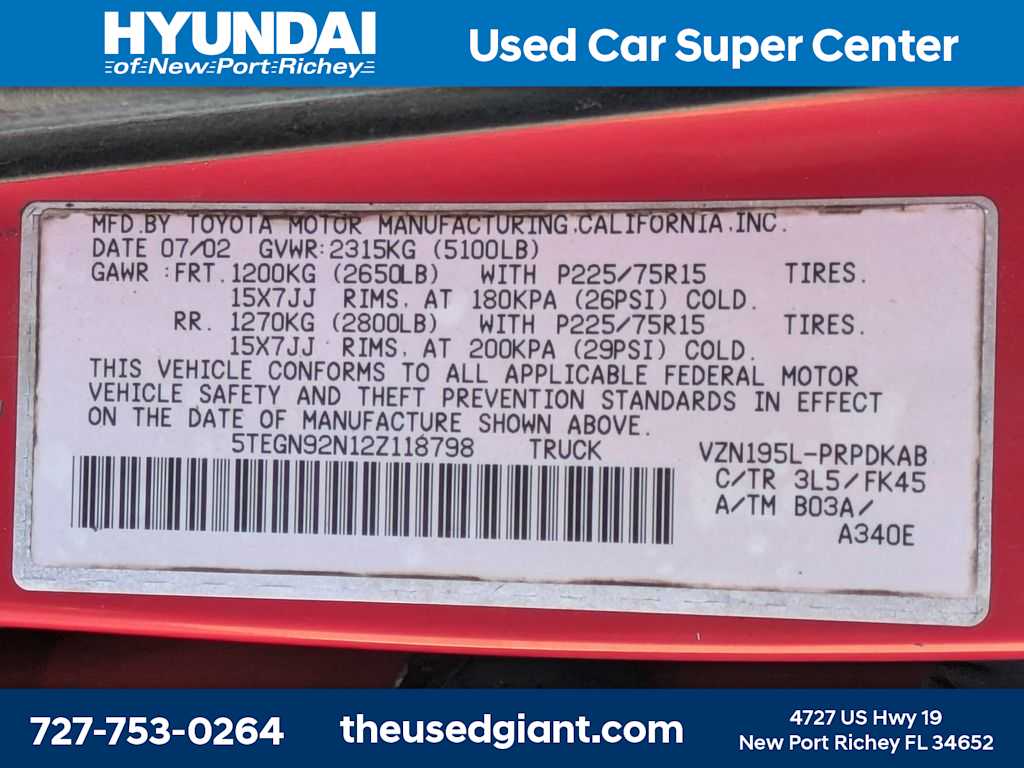 HYUNDAI
of New Port Richey
Used Car Super Center
MFD.BY TOYOTA MOTOR MANUFACTURING.CALIFORNIA.INC.
DATE 07/02 GVWR:2315KG (5100LB)
GAWR :FRT. 1200KG (2650LB) WITH P225/75R15 TIRES.
15X7JJ RIMS. AT 180KPA (26PSI) COLD.
RR. 1270KG (2800LB) WITH P225/75R15 TIRES.
15X7JJ RIMS. AT 200KPA (29PSI) COLD.
THIS VEHICLE CONFORMS TO ALL APPLICABLE FEDERAL MOTOR
VEHICLE SAFETY AND THEFT PREVENTION STANDARDS IN EFFECT
ON THE DATE OF MANUFACTURE SHOWN ABOVE.
5TEGN92N12Z118798 TRUCK VZN195L-PRPDKAB
C/TR 3L5/FK45
A/TM B03A/
A340E
727-753-0264
theusedgiant.com
4727 US Hwy 19
New Port Richey FL 34652